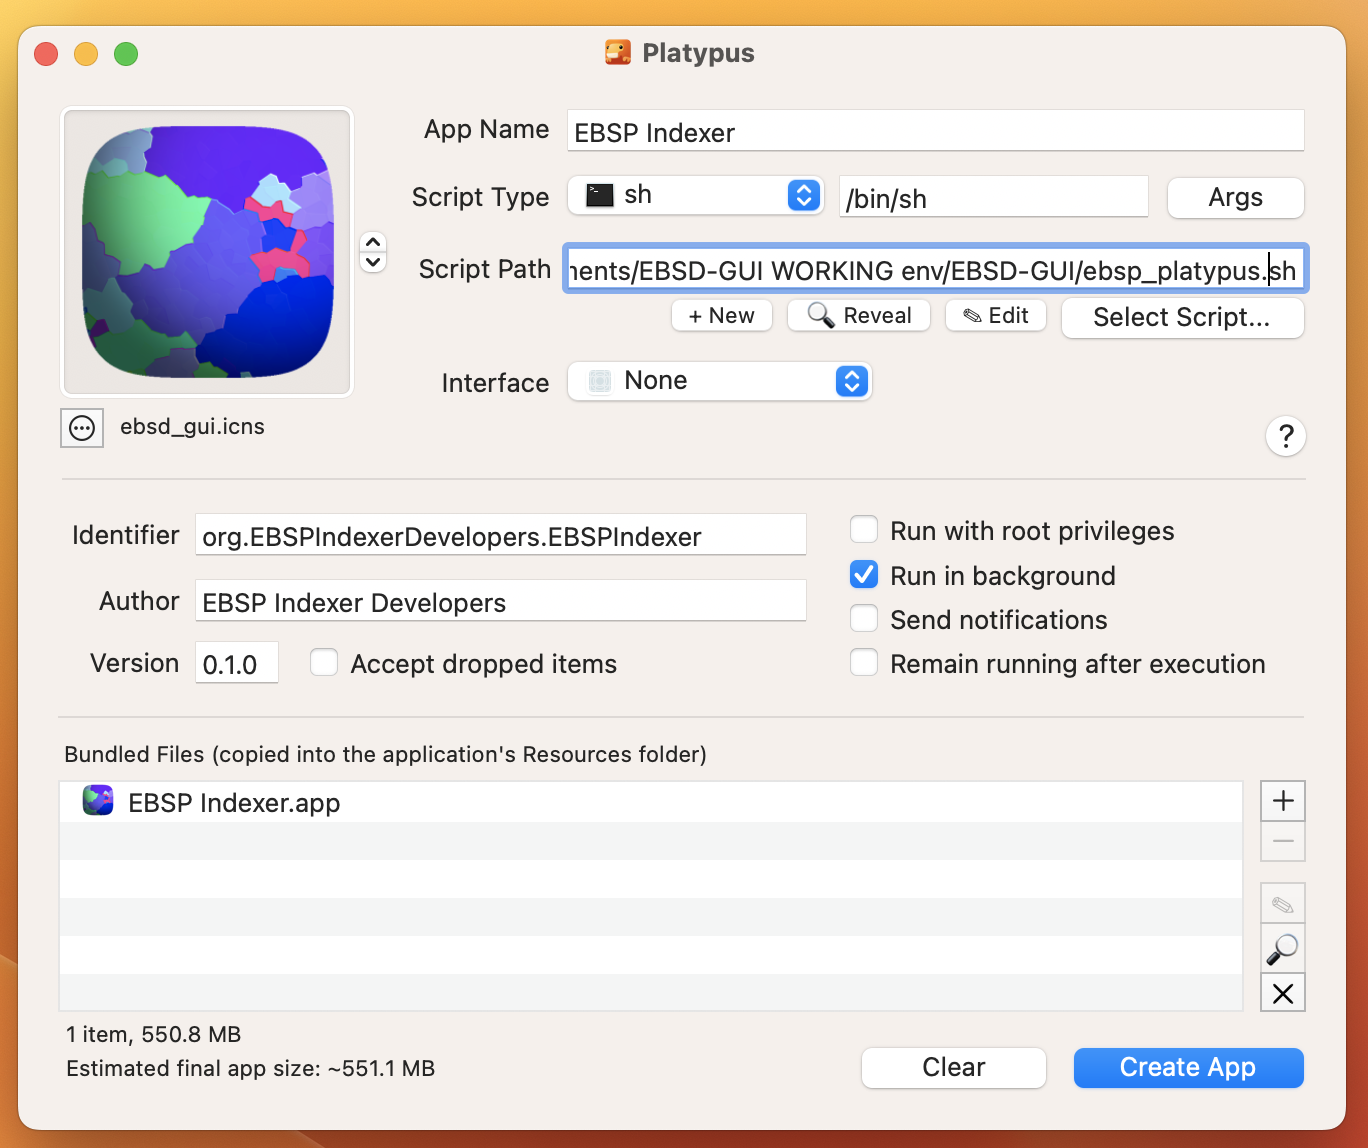 Platypus
App Name EBSP Indexer
Script Type sh /bin/sh Args
Script Path nents/EBSD-GUI WORKING env/EBSD-GUI/ebsp_platypus.sh
+ New Reveal Edit Select Script...
Interface None
ebsd_gui.icns
?
Identifier org.EBSPIndexerDevelopers.EBSPIndexer
Author EBSP Indexer Developers
Version 0.1.0 Accept dropped items
Run with root privileges
Run in background
Send notifications
Remain running after execution
Bundled Files (copied into the application's Resources folder)
EBSP Indexer.app
1 item, 550.8 MB
Estimated final app size: ~551.1 MB
Clear Create App